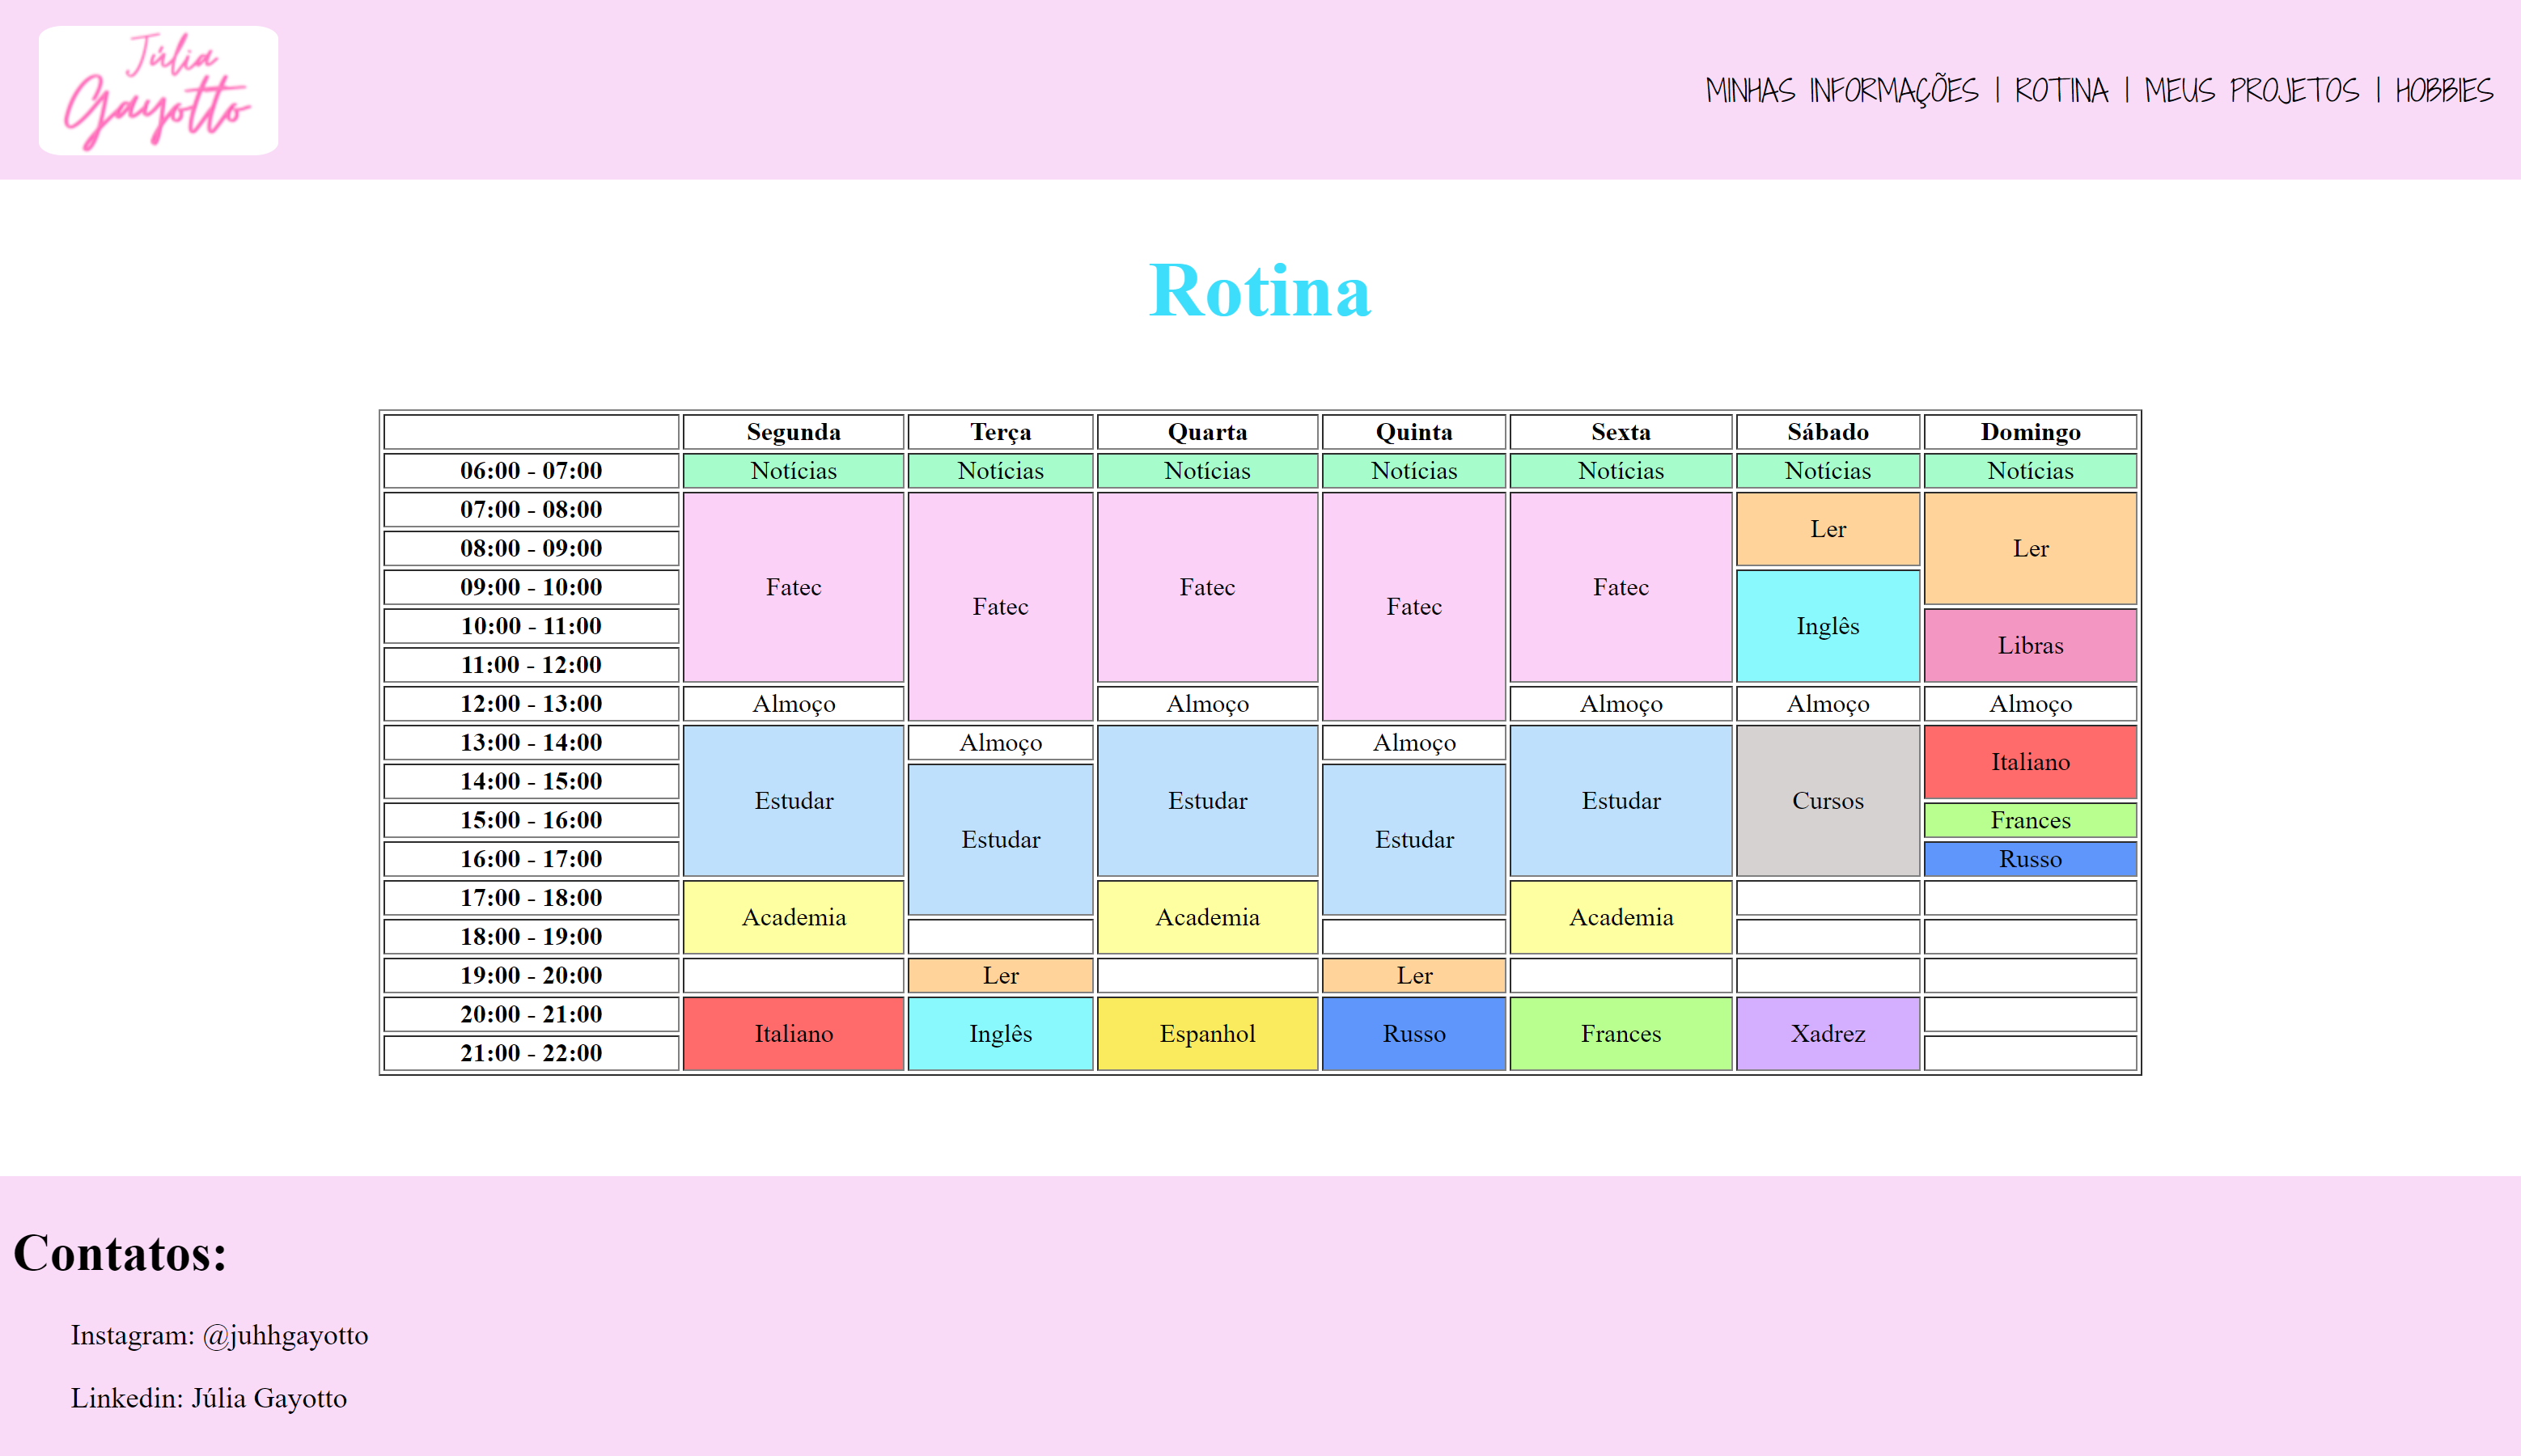 Júlia
Gayotto
MINHAS INFORMAÇÕES | ROTINA | MEUS PROJETOS | HOBBIES
Rotina
Segunda Terça Quarta Quinta Sexta Sábado Domingo
06:00 - 07:00 Notícias Notícias Notícias Notícias Notícias Notícias Notícias
07:00 - 08:00
Ler
08:00 - 09:00 Ler
09:00 - 10:00 Fatec Fatec Fatec
Fatec Fatec
10:00 - 11:00 Inglês
Libras
11:00 - 12:00
12:00 - 13:00 Almoço Almoço Almoço Almoço Almoço
13:00 - 14:00 Almoço Almoço
Italiano
14:00 - 15:00
Estudar Estudar Estudar Cursos
15:00 - 16:00 Frances
Estudar Estudar
16:00 - 17:00 Russo
17:00 - 18:00
Academia Academia Academia
18:00 - 19:00
19:00 - 20:00 Ler Ler
20:00 - 21:00
Italiano Inglês Espanhol Russo Frances Xadrez
21:00 - 22:00
Contatos:
Instagram: @juhhgayotto
Linkedin: Júlia Gayotto